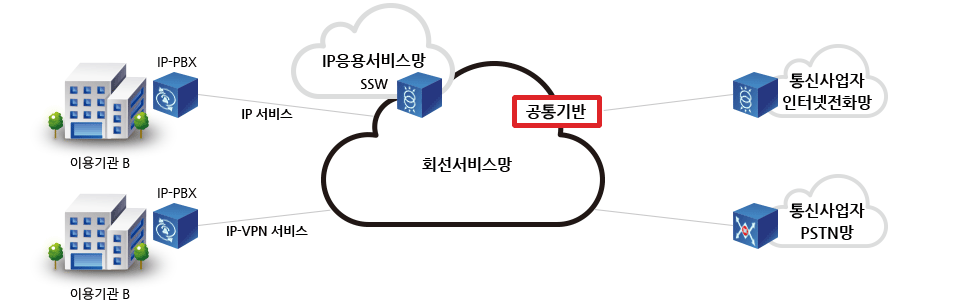 IP-PBX
이용기관 B
IP 서비스
IP응용서비스망
SSW
공통기반
회선서비스망
통신사업자
인터넷전화망
IP-PBX
이용기관 B
IP-VPN 서비스
통신사업자
PSTN망